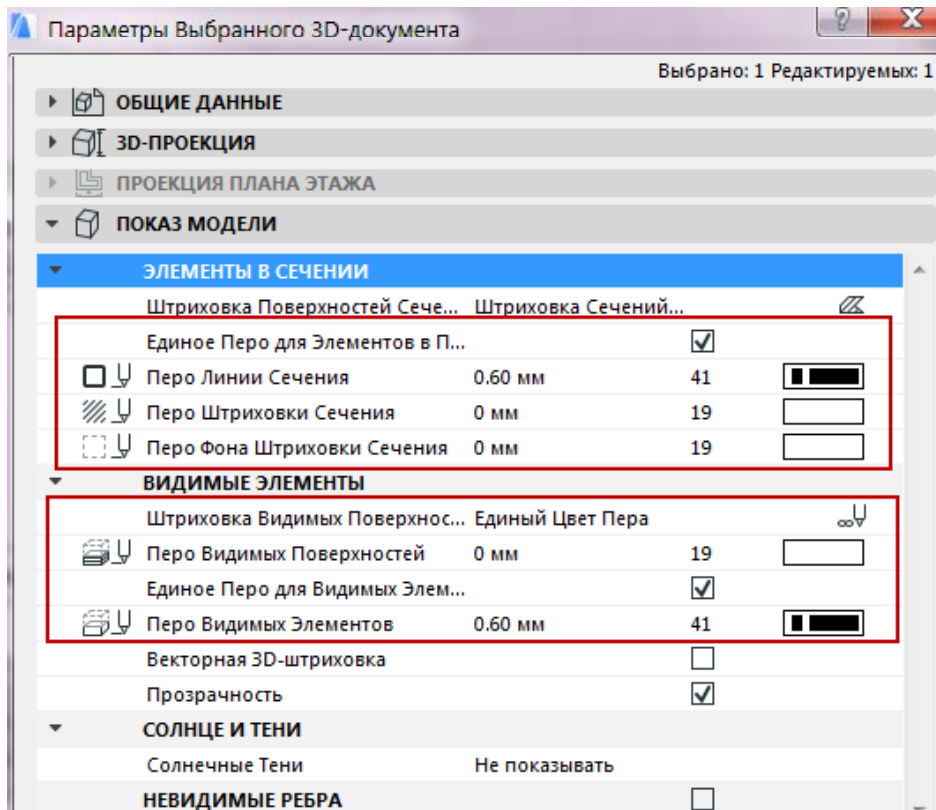 Параметры Выбранного 3D-документа
?
X
Выбрано: 1 Редактируемых: 1
ОБЩИЕ ДАННЫЕ
3D-ПРОЕКЦИЯ
ПРОЕКЦИЯ ПЛАНА ЭТАЖА
ПОКАЗ МОДЕЛИ
ЭЛЕМЕНТЫ В СЕЧЕНИИ
Штриховка Поверхностей Сече... Штриховка Сечений...
Единое Перо для Элементов в П...
Перо Линии Сечения 0.60 мм 41
Перо Штриховки Сечения 0 мм 19
Перо Фона Штриховки Сечения 0 мм 19
ВИДИМЫЕ ЭЛЕМЕНТЫ
Штриховка Видимых Поверхнос... Единый Цвет Пера
Перо Видимых Поверхностей 0 мм 19
Единое Перо для Видимых Элем...
Перо Видимых Элементов 0.60 мм 41
Векторная 3D-штриховка
Прозрачность
СОЛНЦЕ И ТЕНИ
Солнечные Тени Не показывать
НЕВИДИМЫЕ РЕБРА